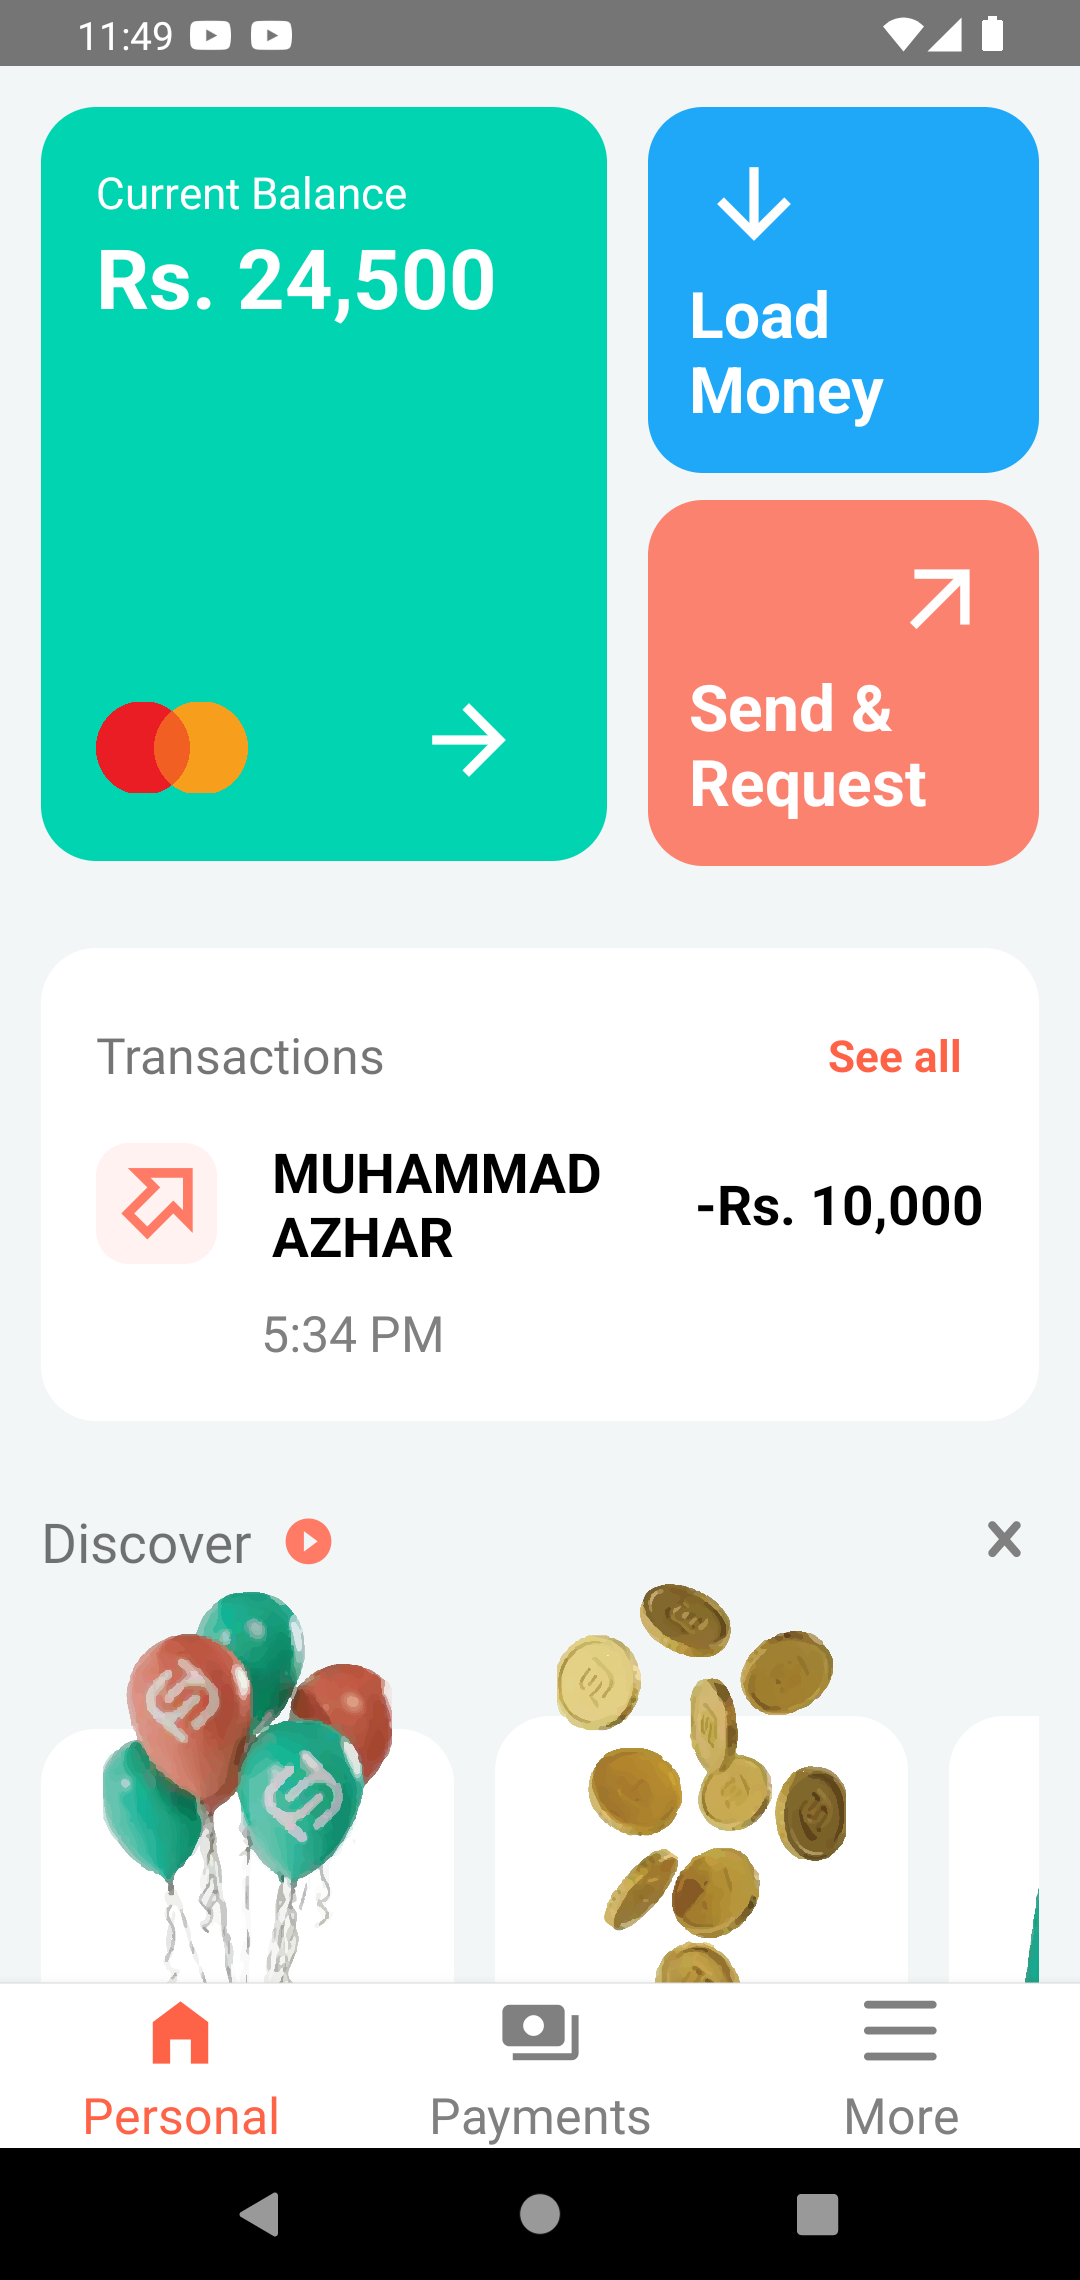 11:49
Current Balance
Rs. 24,500
Load
Money
Send &
Request
Transactions
See all
MUHAMMAD
AZHAR
-Rs. 10,000
5:34 PM
Discover
Personal
Payments
More